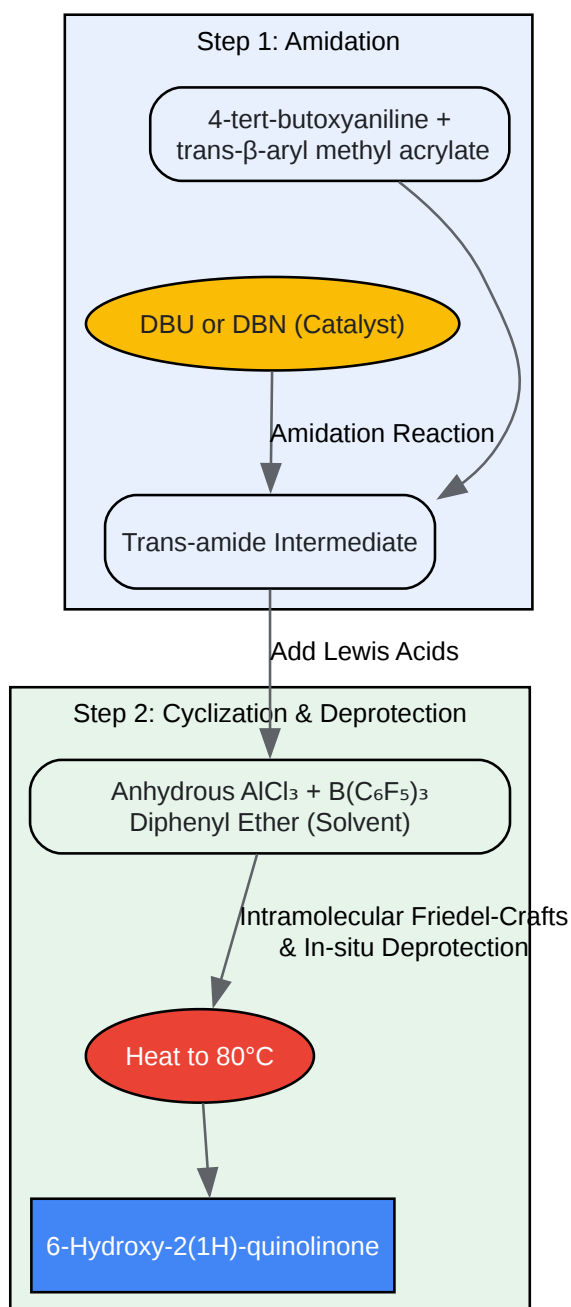 Step 1: Amidation
4-tert-butoxyaniline +
trans-β-aryl methyl acrylate
DBU or DBN (Catalyst)
Amidation Reaction
Trans-amide Intermediate
Add Lewis Acids
Step 2: Cyclization & Deprotection
Anhydrous AlCl₃ + B(C₆F₅)₃
Diphenyl Ether (Solvent)
Intramolecular Friedel-Crafts
& In-situ Deprotection
Heat to 80°C
6-Hydroxy-2(1H)-quinolinone